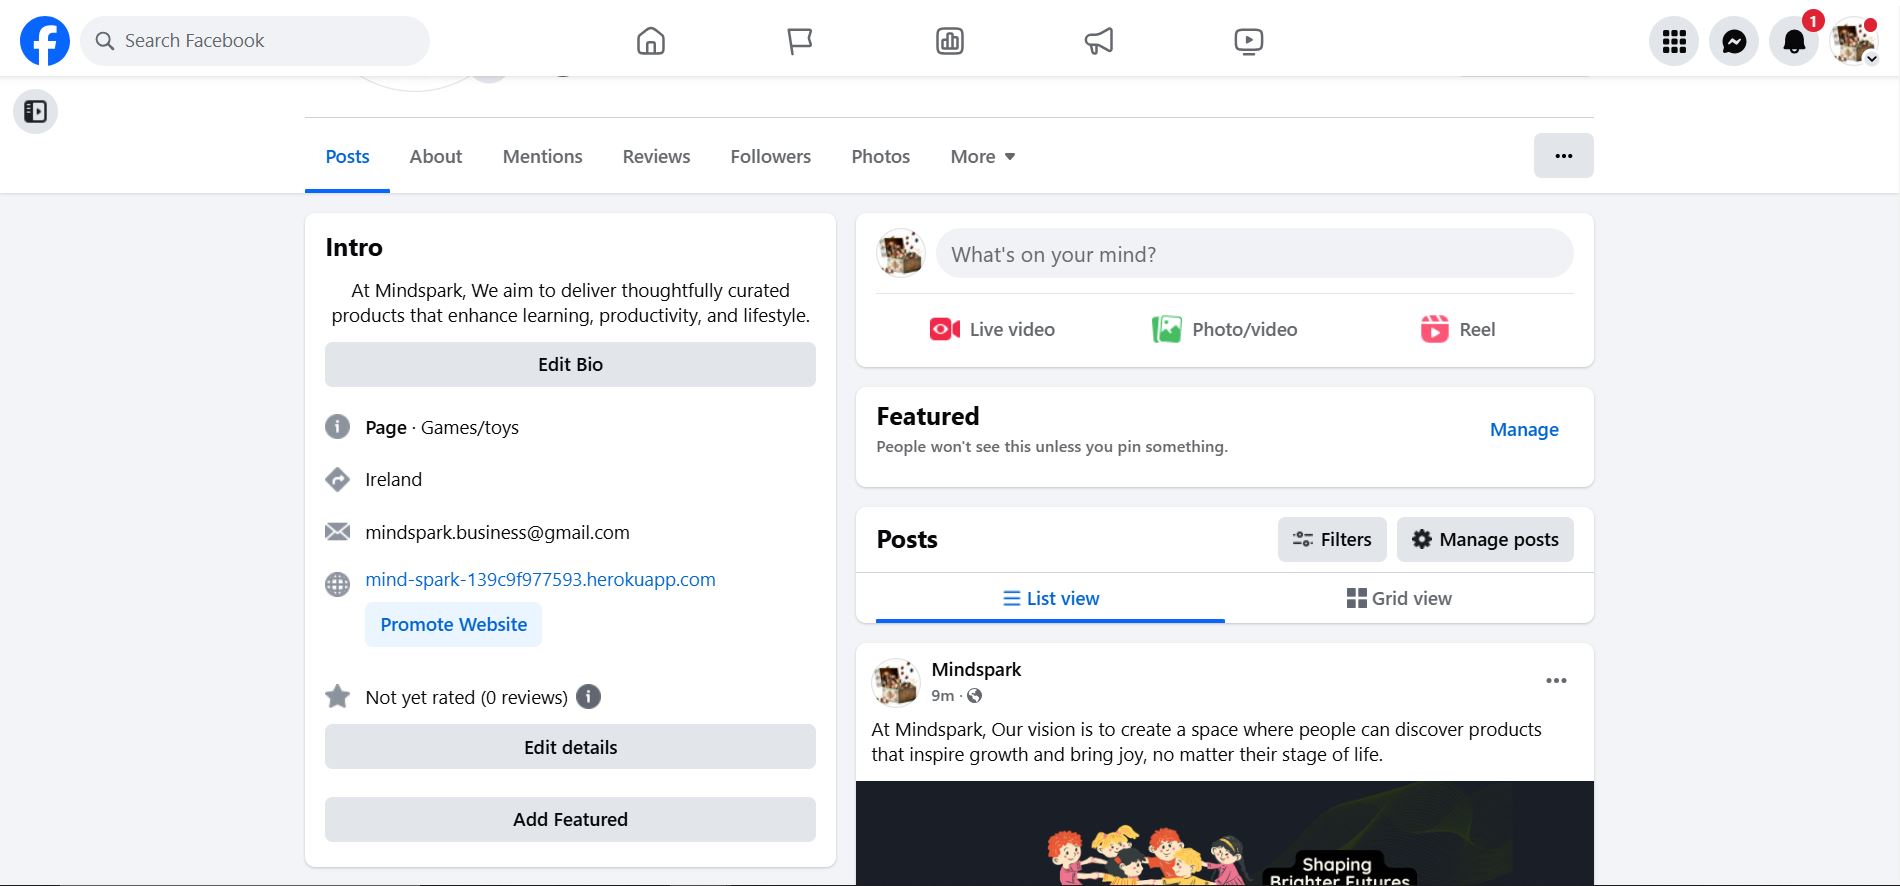 Search Facebook
1
Posts
About
Mentions
Reviews
Followers
Photos
More
Intro
At Mindspark, We aim to deliver thoughtfully curated
products that enhance learning, productivity, and lifestyle.
Edit Bio
Page · Games/toys
Ireland
mindspark.business@gmail.com
mind-spark-139c9f977593.herokuapp.com
Promote Website
Not yet rated (0 reviews)
Edit details
Add Featured
What's on your mind?
Live video
Photo/video
Reel
Featured
People won't see this unless you pin something.
Manage
Posts
Filters
Manage posts
List view
Grid view
Mindspark
9m ·
At Mindspark, Our vision is to create a space where people can discover products
that inspire growth and bring joy, no matter their stage of life.
Shaping
Brighter Futures